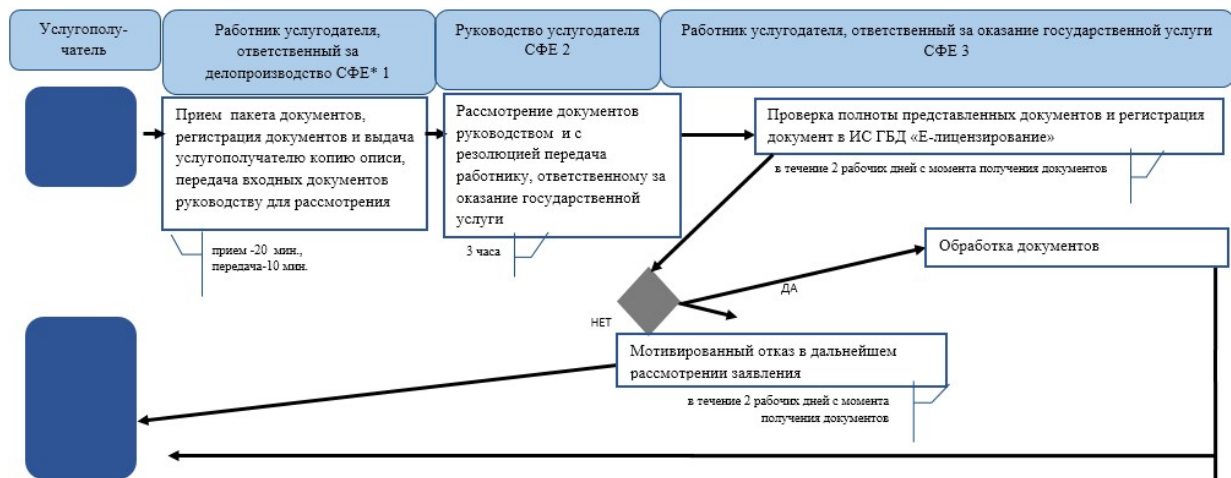 Услугополу-
чатель
Работник услугодателя,
ответственный за
делопроизводство СФЕ* 1
Руководство услугодателя
СФЕ 2
Работник услугодателя, ответственный за оказание государственной услуги
СФЕ 3
Прием пакета документов,
регистрация документов и выдача
услугополучателю копию описи,
передача входных документов
руководству для рассмотрения
Рассмотрение документов
руководством и с
резолюцией передача
работнику, ответственному за
оказание государственной
услуги
Проверка полноты представленных документов и регистрация
документ в ИС ГБД «Е-лицензирование»
в течение 2 рабочих дней с момента получения документов
прием -20 мин.,
передача-10 мин.
3 часа
Обработка документов
ДА
НЕТ
Мотивированный отказ в дальнейшем
рассмотрении заявления
в течение 2 рабочих дней с момента
получения документов